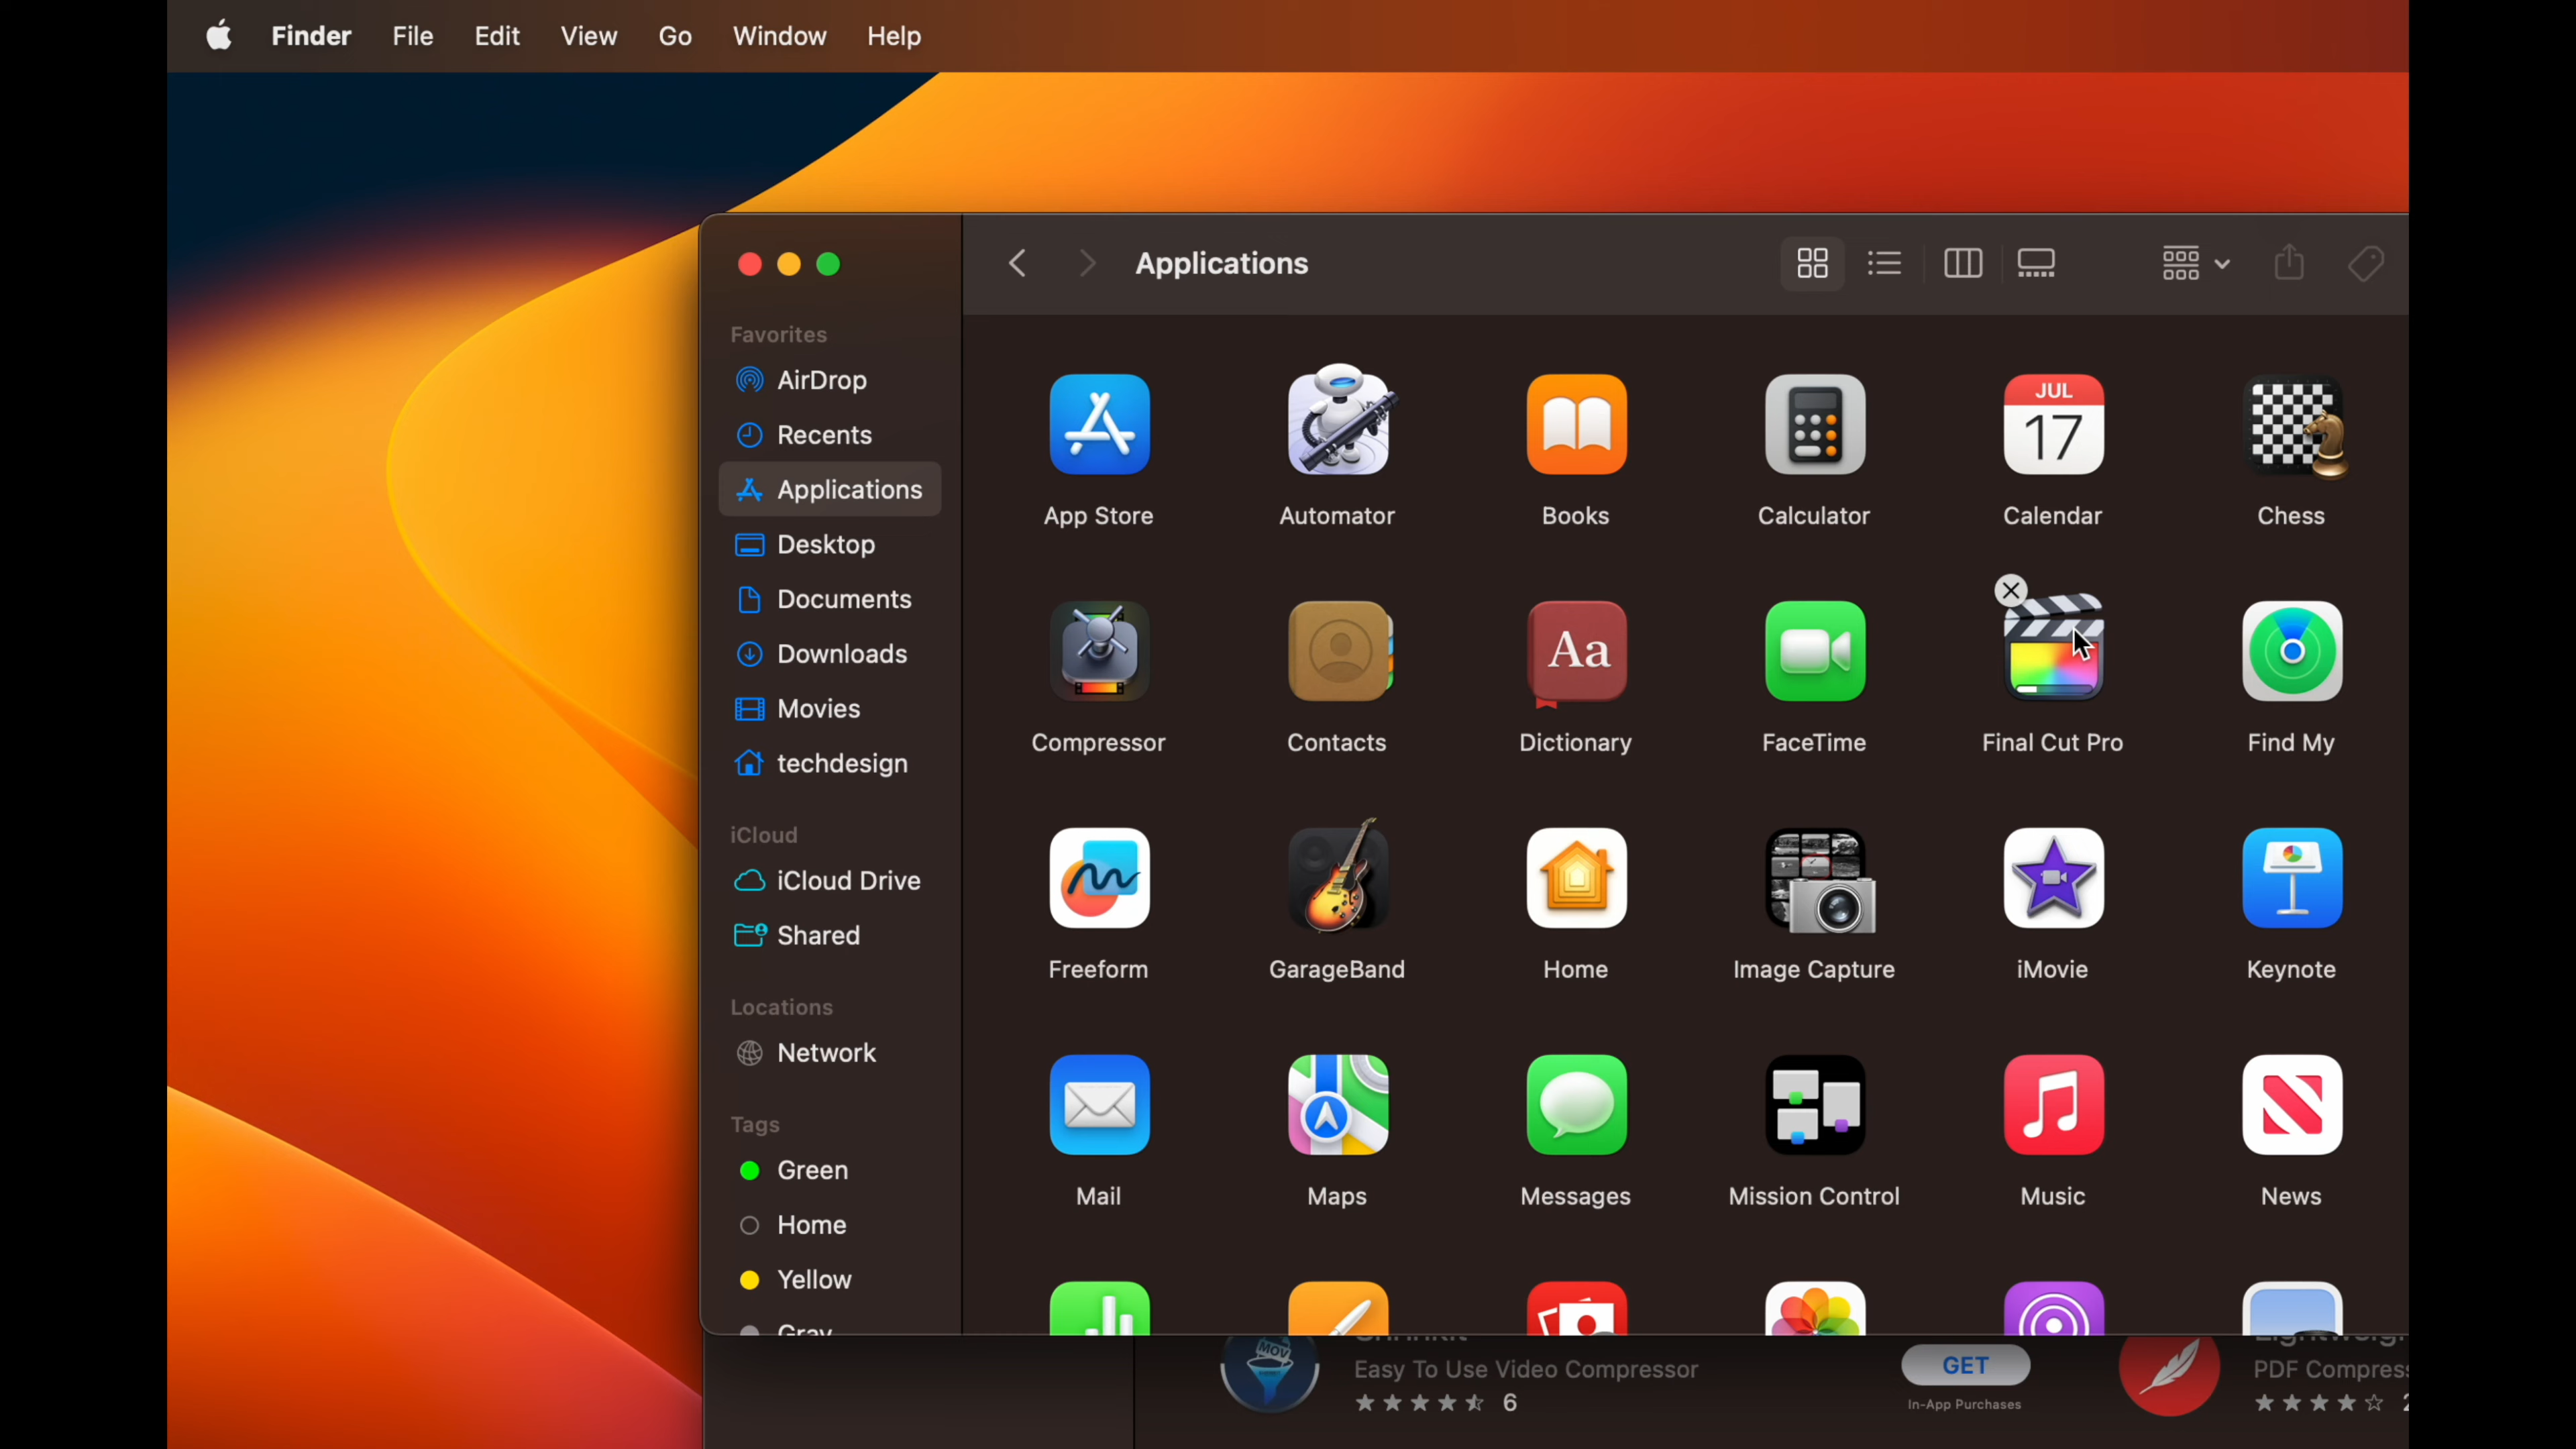 Finder File Edit View Go Window Help
Applications
Favorites
AirDrop
Recents
Applications
Desktop
Documents
Downloads
Movies
techdesign
iCloud
iCloud Drive
Shared
Locations
Network
Tags
Green
Home
Yellow
Gray
JUL
17
App Store Automator Books Calculator Calendar Chess
Aa
Compressor Contacts Dictionary FaceTime Final Cut Pro Find My
Freeform GarageBand Home Image Capture iMovie Keynote
Mail Maps Messages Mission Control Music News
MOV
Easy To Use Video Compressor
6
GET
In-App Purchases
PDF Compres